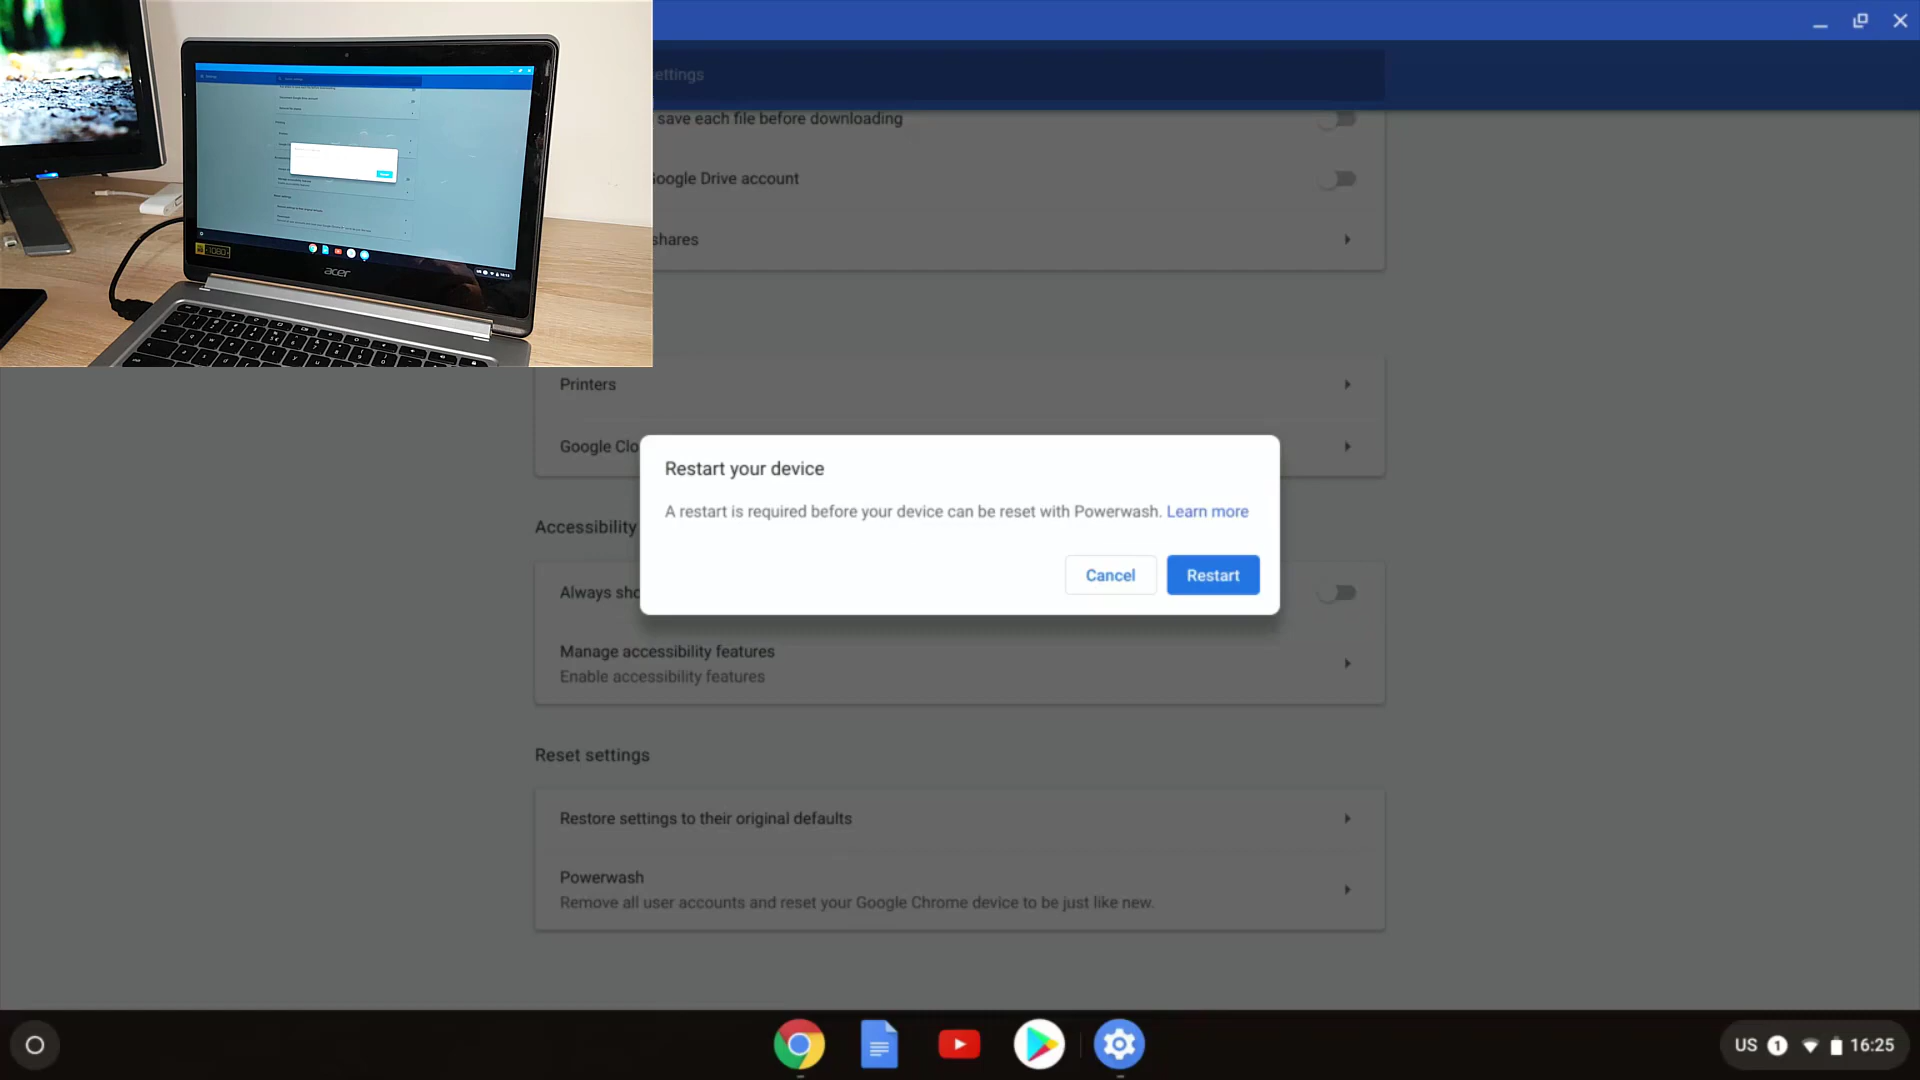 ettings
save each file before downloading
Google Drive account
shares
acer
Printers
Google Clo
Restart your device
A restart is required before your device can be reset with Powerwash. Learn more
Cancel
Restart
Accessibility
Always sho
Manage accessibility features
Enable accessibility features
Reset settings
Restore settings to their original defaults
Powerwash
Remove all user accounts and reset your Google Chrome device to be just like new.
US 1 16:25